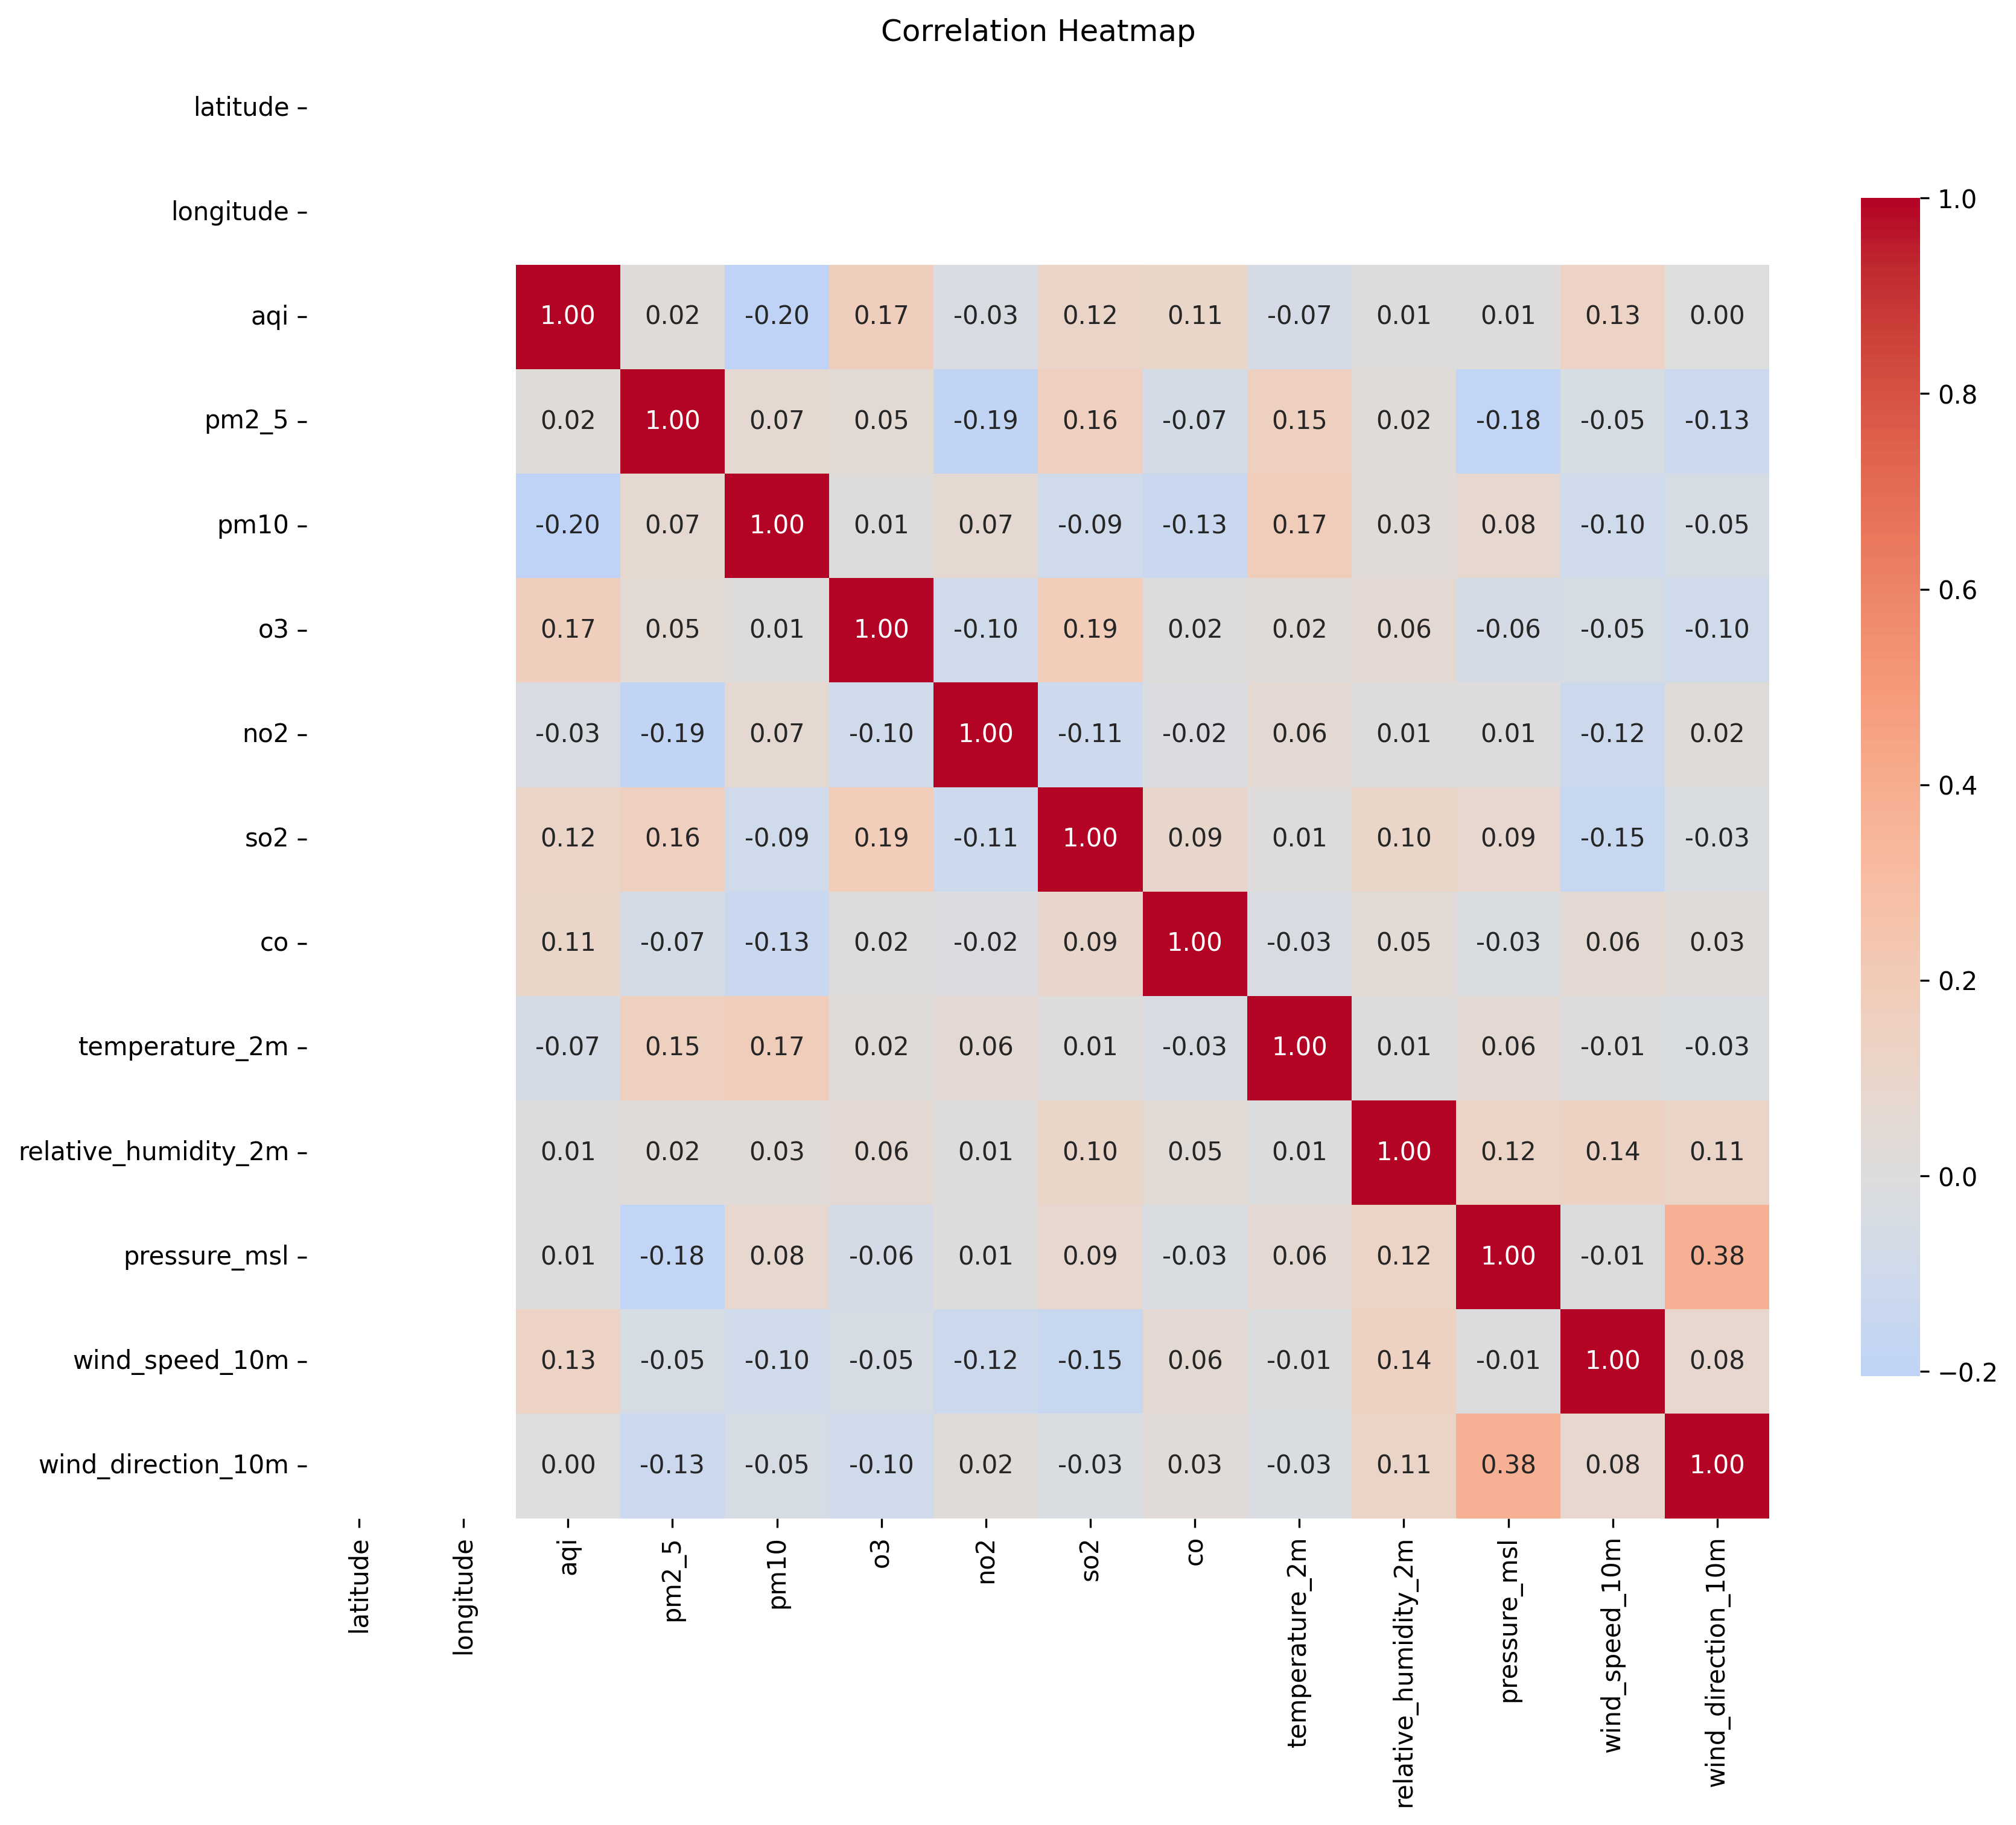 Correlation Heatmap
latitude
longitude
aqi 1.00 0.02 -0.20 0.17 -0.03 0.12 0.11 -0.07 0.01 0.01 0.13 0.00
pm2_5 0.02 1.00 0.07 0.05 -0.19 0.16 -0.07 0.15 0.02 -0.18 -0.05 -0.13
pm10 -0.20 0.07 1.00 0.01 0.07 -0.09 -0.13 0.17 0.03 0.08 -0.10 -0.05
o3 0.17 0.05 0.01 1.00 -0.10 0.19 0.02 0.02 0.06 -0.06 -0.05 -0.10
no2 -0.03 -0.19 0.07 -0.10 1.00 -0.11 -0.02 0.06 0.01 0.01 -0.12 0.02
so2 0.12 0.16 -0.09 0.19 -0.11 1.00 0.09 0.01 0.10 0.09 -0.15 -0.03
co 0.11 -0.07 -0.13 0.02 -0.02 0.09 1.00 -0.03 0.05 -0.03 0.06 0.03
temperature_2m -0.07 0.15 0.17 0.02 0.06 0.01 -0.03 1.00 0.01 0.06 -0.01 -0.03
relative_humidity_2m 0.01 0.02 0.03 0.06 0.01 0.10 0.05 0.01 1.00 0.12 0.14 0.11
pressure_msl 0.01 -0.18 0.08 -0.06 0.01 0.09 -0.03 0.06 0.12 1.00 -0.01 0.38
wind_speed_10m 0.13 -0.05 -0.10 -0.05 -0.12 -0.15 0.06 -0.01 0.14 -0.01 1.00 0.08
wind_direction_10m 0.00 -0.13 -0.05 -0.10 0.02 -0.03 0.03 -0.03 0.11 0.38 0.08 1.00
latitude
longitude
aqi
pm2_5
pm10
o3
no2
so2
co
temperature_2m
relative_humidity_2m
pressure_msl
wind_speed_10m
wind_direction_10m
1.0
0.8
0.6
0.4
0.2
0.0
−0.2